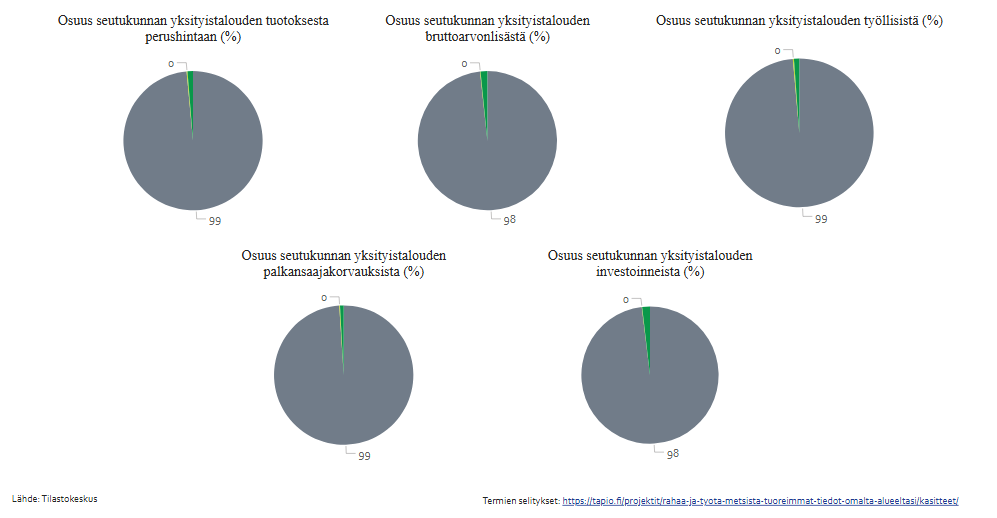 Osuus seutukunnan yksityistalouden tuotoksesta
perushintaan (%)
0
99
Osuus seutukunnan yksityistalouden
bruttoarvonlisästä (%)
0
98
Osuus seutukunnan yksityistalouden työllisistä (%)
0
99
Osuus seutukunnan yksityistalouden
palkansaajakorvauksista (%)
0
99
Osuus seutukunnan yksityistalouden
investoinneista (%)
0
98
Lähde: Tilastokeskus
Termien selitykset: https://tapio.fi/projektit/rahaa-ja-tyota-metsista-tuoreimmat-tiedot-omalta-alueeltasi/kasitteet/